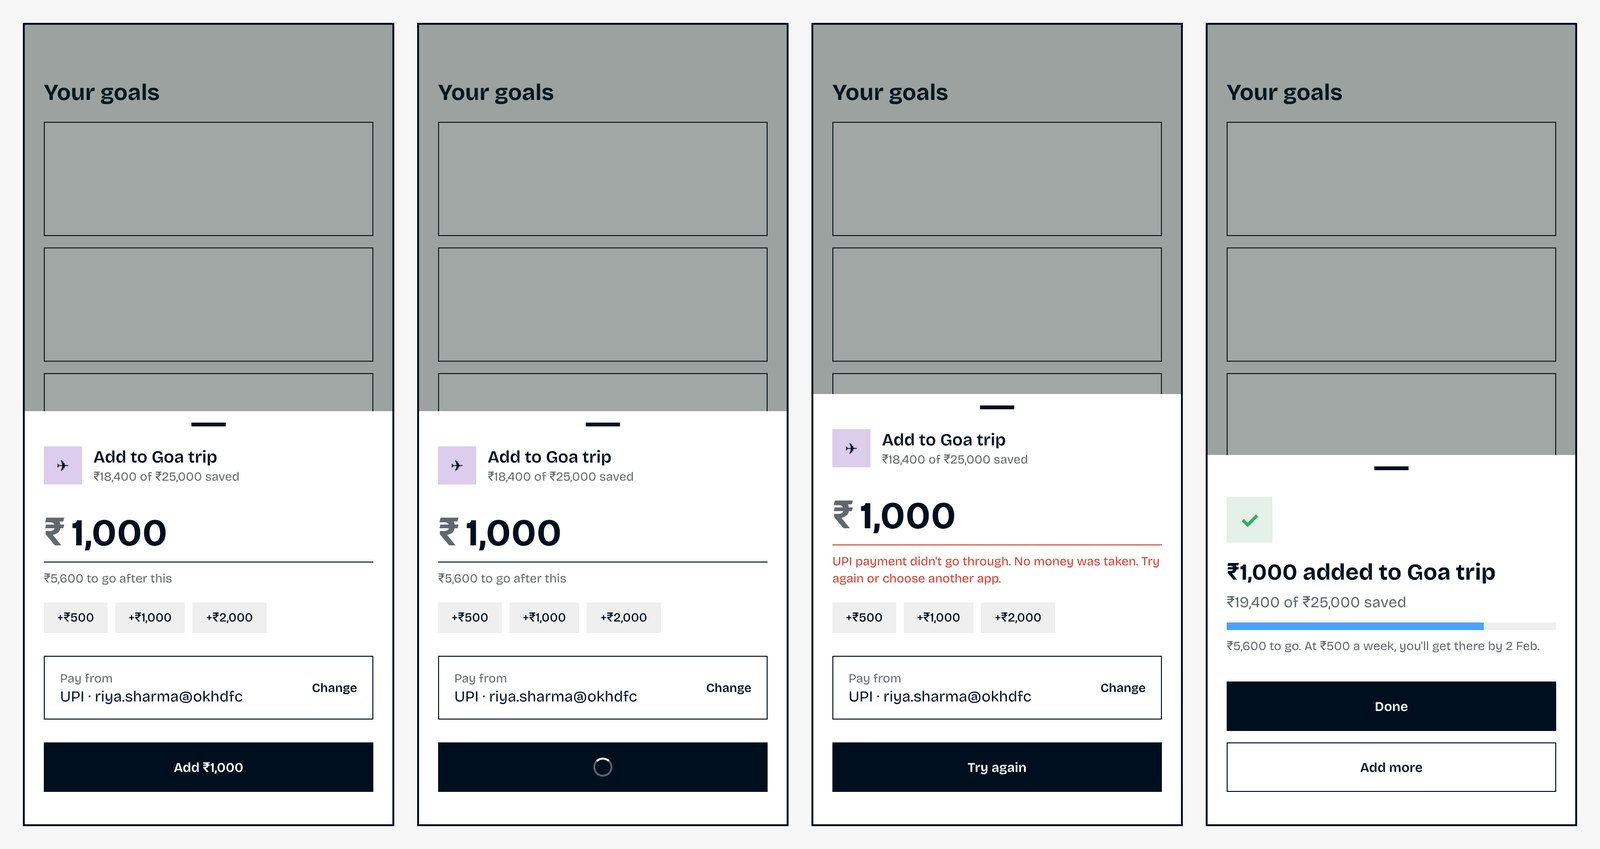 Your goals
Add to Goa trip
₹18,400 of ₹25,000 saved
₹ 1,000
₹5,600 to go after this
+₹500
+₹1,000
+₹2,000
Pay from
UPI · riya.sharma@okhdfc
Change
Add ₹1,000
Your goals
Add to Goa trip
₹18,400 of ₹25,000 saved
₹ 1,000
₹5,600 to go after this
+₹500
+₹1,000
+₹2,000
Pay from
UPI · riya.sharma@okhdfc
Change
Your goals
Add to Goa trip
₹18,400 of ₹25,000 saved
₹ 1,000
UPI payment didn't go through. No money was taken. Try
again or choose another app.
+₹500
+₹1,000
+₹2,000
Pay from
UPI · riya.sharma@okhdfc
Change
Try again
Your goals
₹1,000 added to Goa trip
₹19,400 of ₹25,000 saved
₹5,600 to go. At ₹500 a week, you'll get there by 2 Feb.
Done
Add more